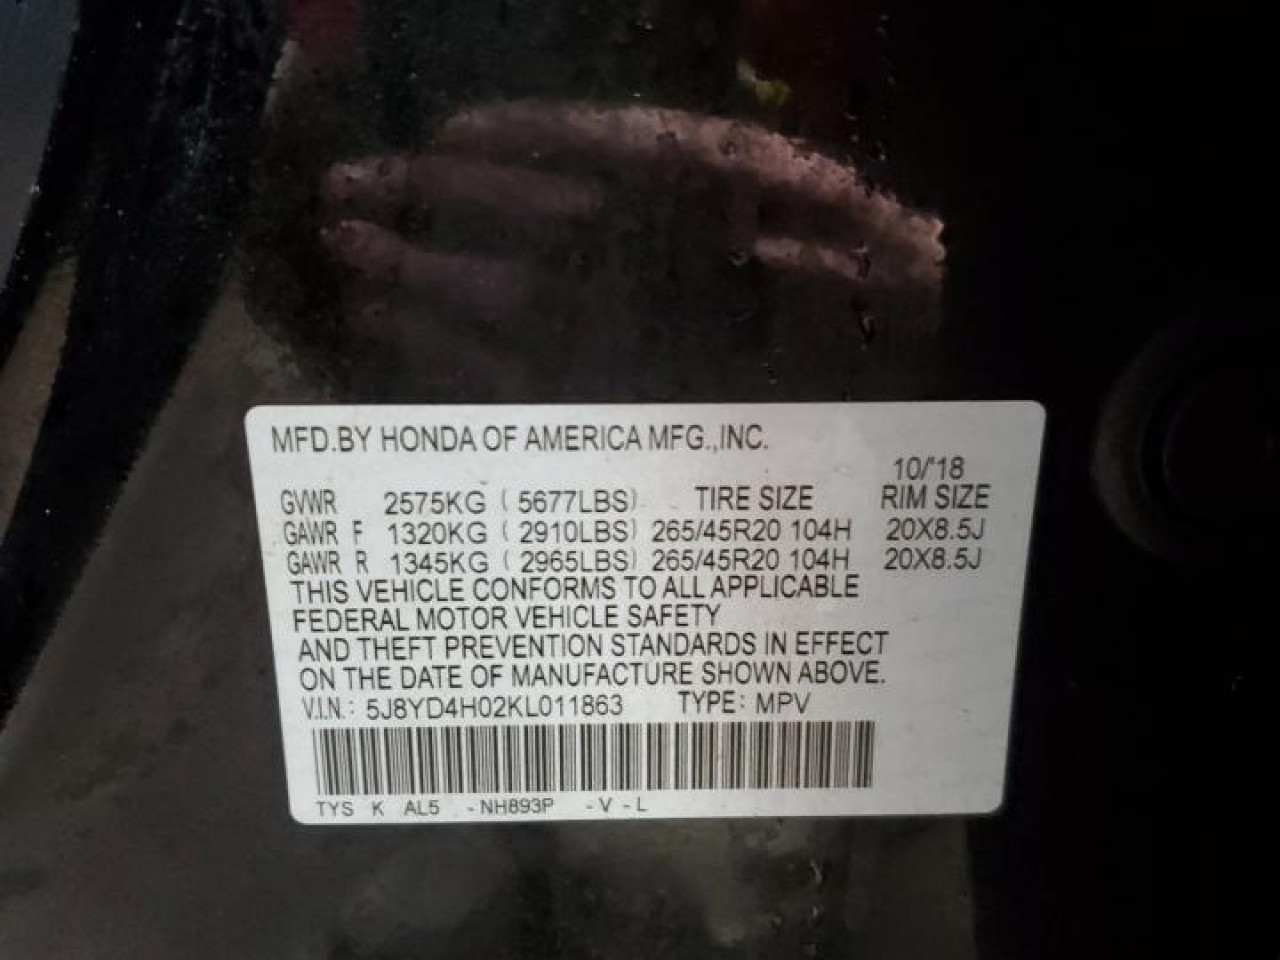 MFD.BY HONDA OF AMERICA MFG.,INC.
10/'18
GVWR 2575KG ( 5677LBS) TIRE SIZE RIM SIZE
GAWR F 1320KG ( 2910LBS) 265/45R20 104H 20X8.5J
GAWR R 1345KG ( 2965LBS) 265/45R20 104H 20X8.5J
THIS VEHICLE CONFORMS TO ALL APPLICABLE
FEDERAL MOTOR VEHICLE SAFETY
AND THEFT PREVENTION STANDARDS IN EFFECT
ON THE DATE OF MANUFACTURE SHOWN ABOVE.
V.I.N.: 5J8YD4H02KL011863 TYPE: MPV
TYS K AL5 -NH893P -V -L